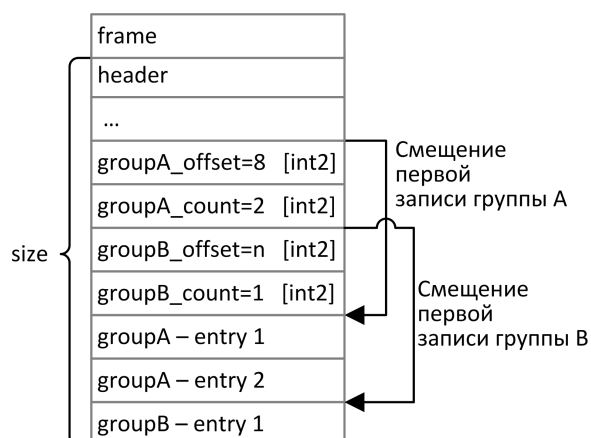 frame
header
...
groupA_offset=8 [int2]
groupA_count=2 [int2]
groupB_offset=n [int2]
groupB_count=1 [int2]
groupA – entry 1
groupA – entry 2
groupB – entry 1
size
Смещение
первой
записи группы A
Смещение
первой
записи группы B